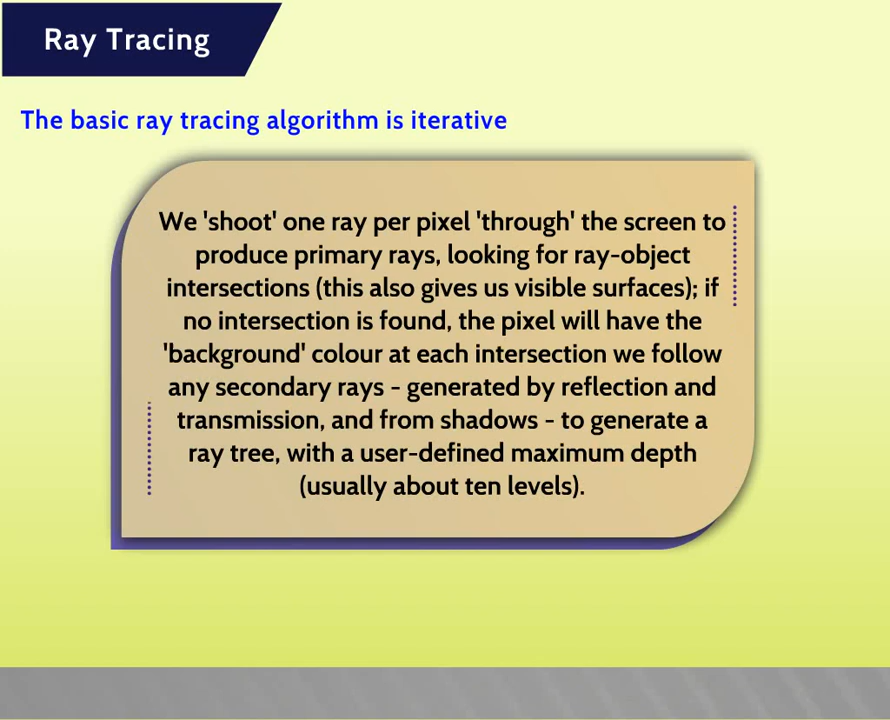 Ray Tracing
The basic ray tracing algorithm is iterative
We 'shoot' one ray per pixel 'through' the screen to
produce primary rays, looking for ray-object
intersections (this also gives us visible surfaces); if
no intersection is found, the pixel will have the
'background' colour at each intersection we follow
any secondary rays - generated by reflection and
transmission, and from shadows - to generate a
ray tree, with a user-defined maximum depth
(usually about ten levels).